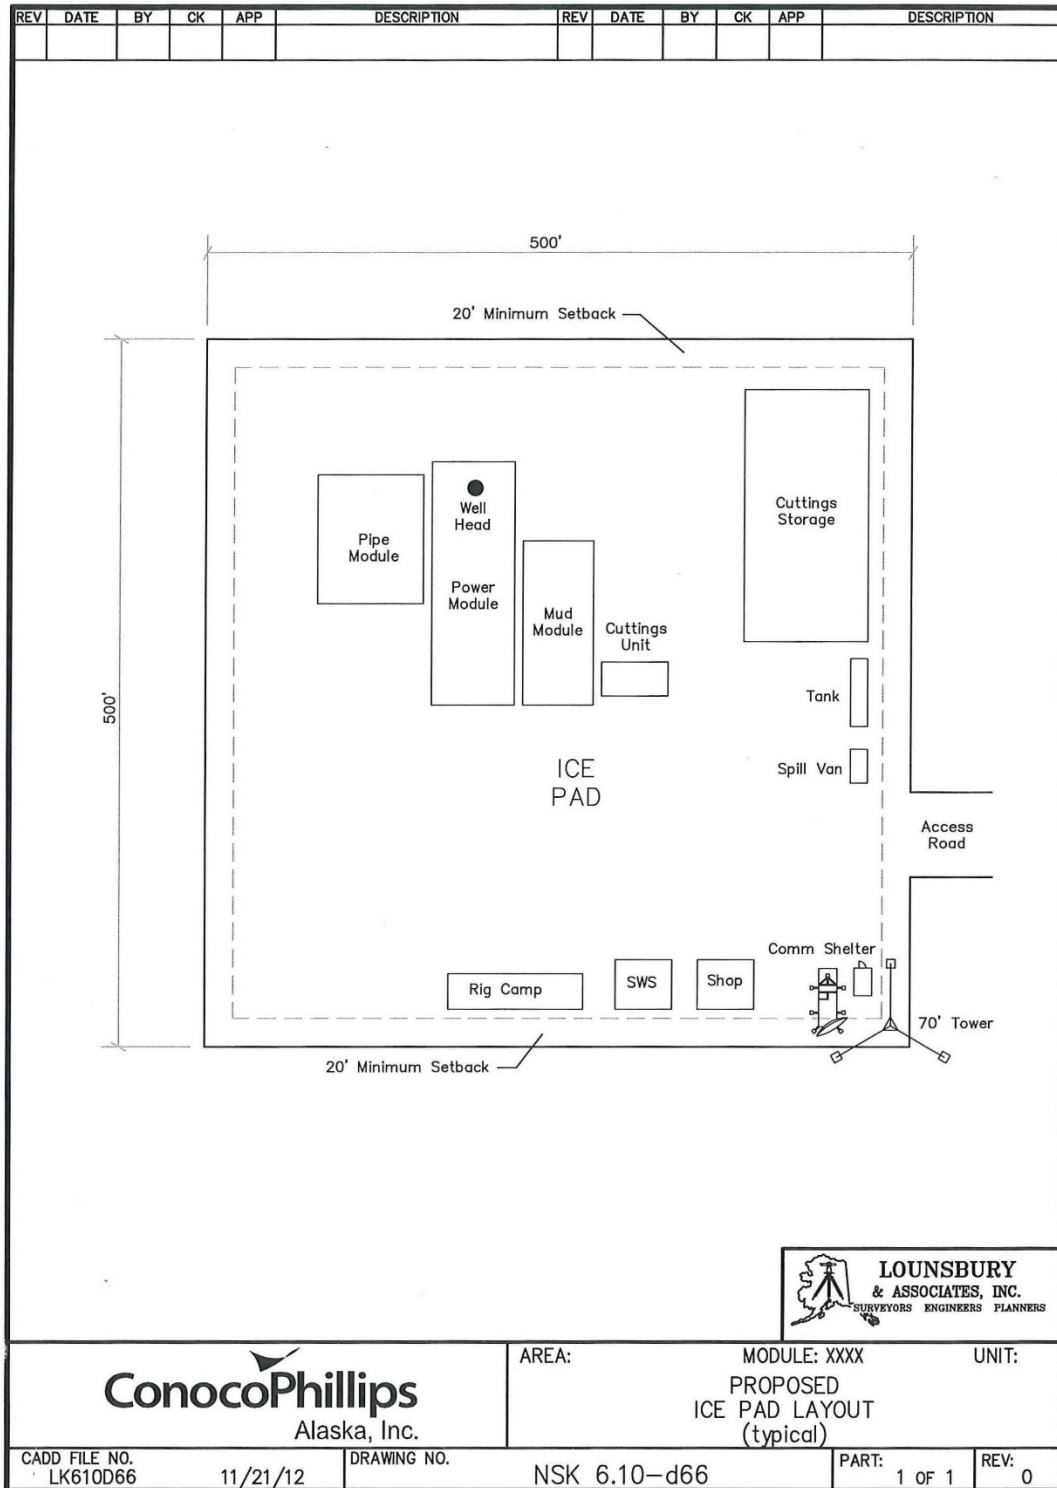 REV DATE BY CK APP DESCRIPTION REV DATE BY CK APP DESCRIPTION
500'
20' Minimum Setback
500'
Pipe
Module
Well
Head
Power
Module
Mud
Module
Cuttings
Unit
Cuttings
Storage
Tank
Spill Van
ICE
PAD
Access
Road
Comm Shelter
Rig Camp
SWS
Shop
70' Tower
20' Minimum Setback
LOUNSBURY
& ASSOCIATES, INC.
SURVEYORS ENGINEERS PLANNERS
ConocoPhillips
Alaska, Inc.
AREA: MODULE: XXXX UNIT:
PROPOSED
ICE PAD LAYOUT
(typical)
CADD FILE NO.
LK610D66 11/21/12
DRAWING NO.
NSK 6.10-d66
PART:
1 OF 1
REV:
0